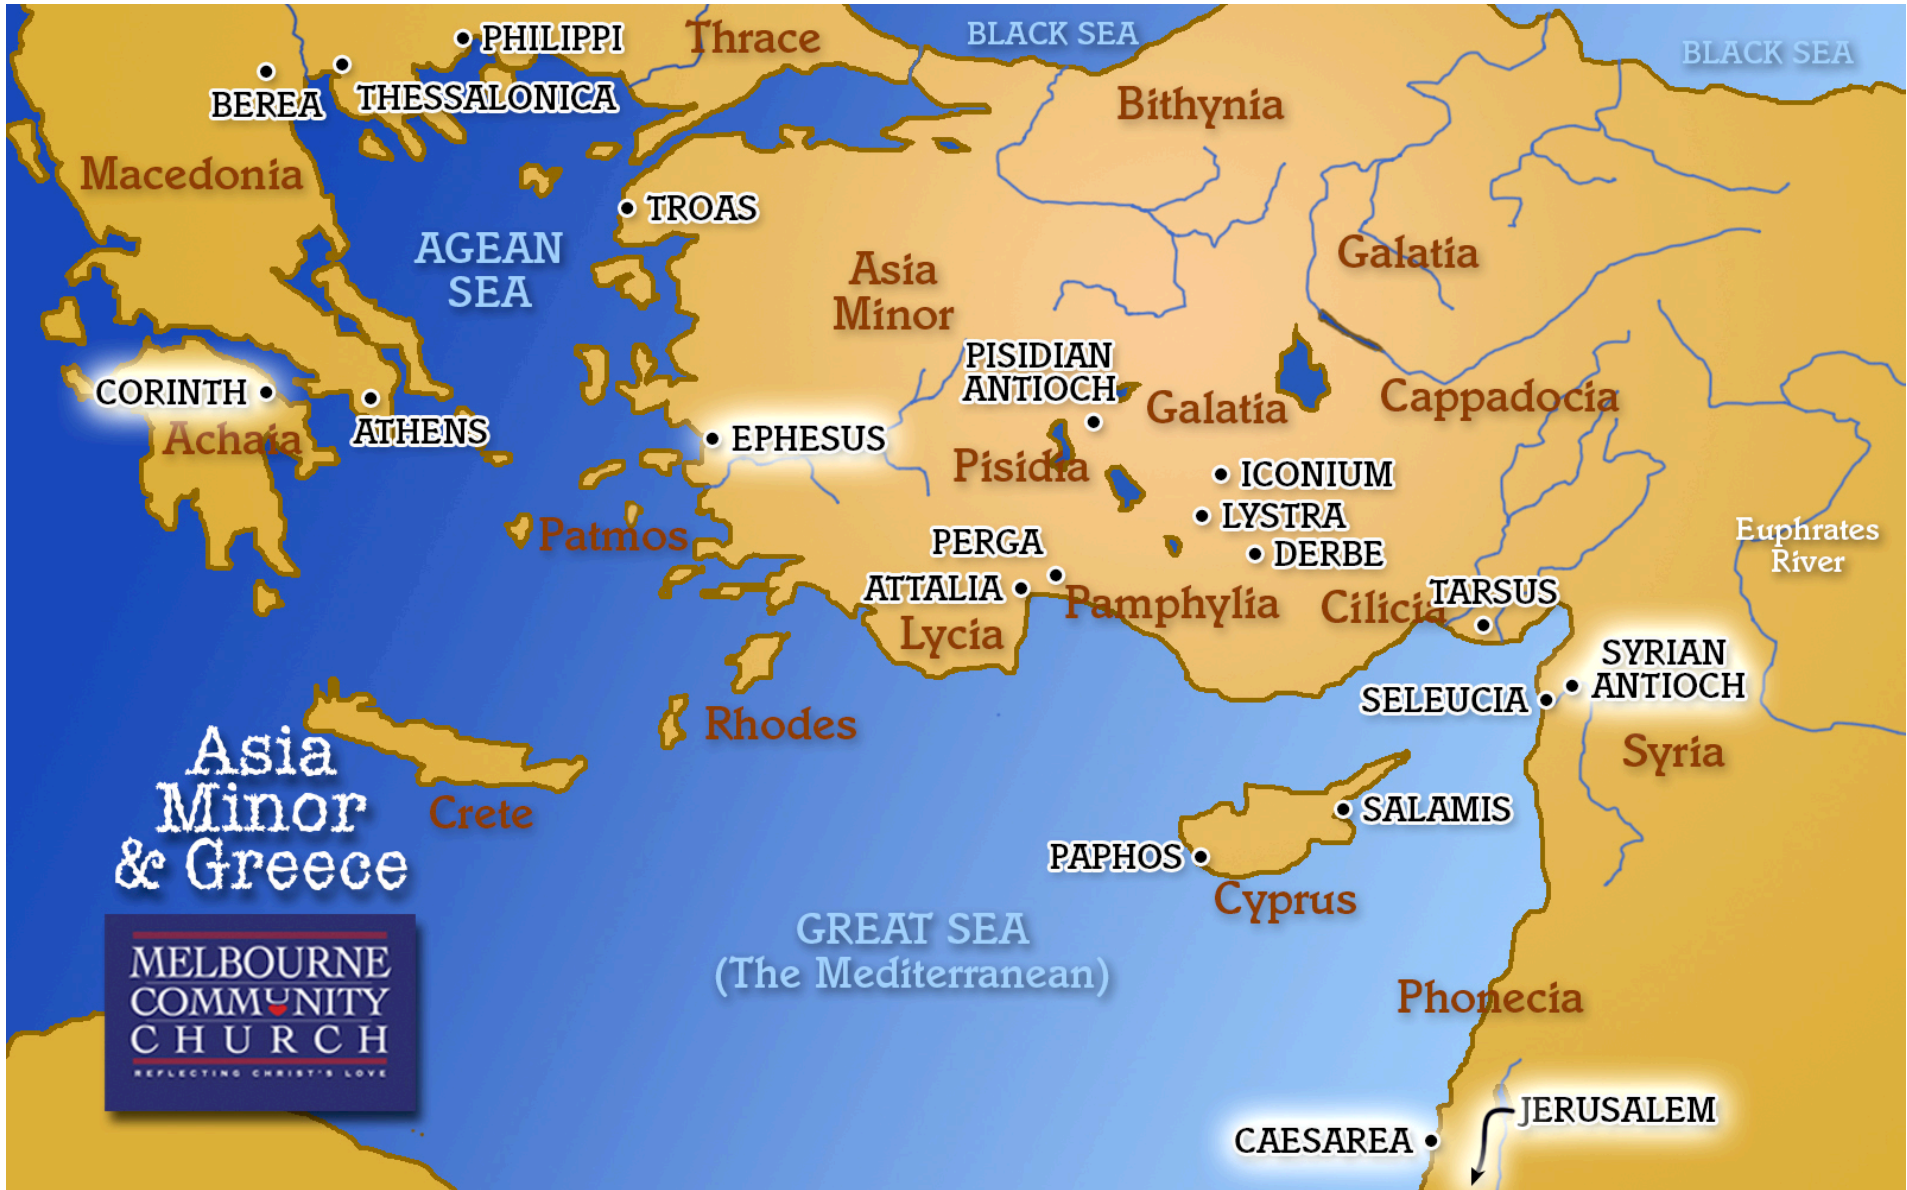 PHILIPPI
Thrace
BLACK SEA
BLACK SEA
BEREA
THESSALONICA
Bithynia
Macedonia
TROAS
AGEAN
SEA
Asia
Minor
Galatia
PISIDIAN
ANTIOCH
CORINTH
ATHENS
Achaia
EPHESUS
Galatia
Cappadocia
Pisidia
ICONIUM
LYSTRA
DERBE
Patmos
PERGA
ATTALIA
Pamphylia
Cilicia
TARSUS
Euphrates
River
Lycia
SYRIAN
ANTIOCH
SELEUCIA
Syria
Rhodes
Crete
SALAMIS
PAPHOS
Cyprus
Asia
Minor
& Greece
GREAT SEA
(The Mediterranean)
Phonecia
MELBOURNE
COMMUNITY
CHURCH
REFLECTING CHRIST'S LOVE
CAESAREA
JERUSALEM